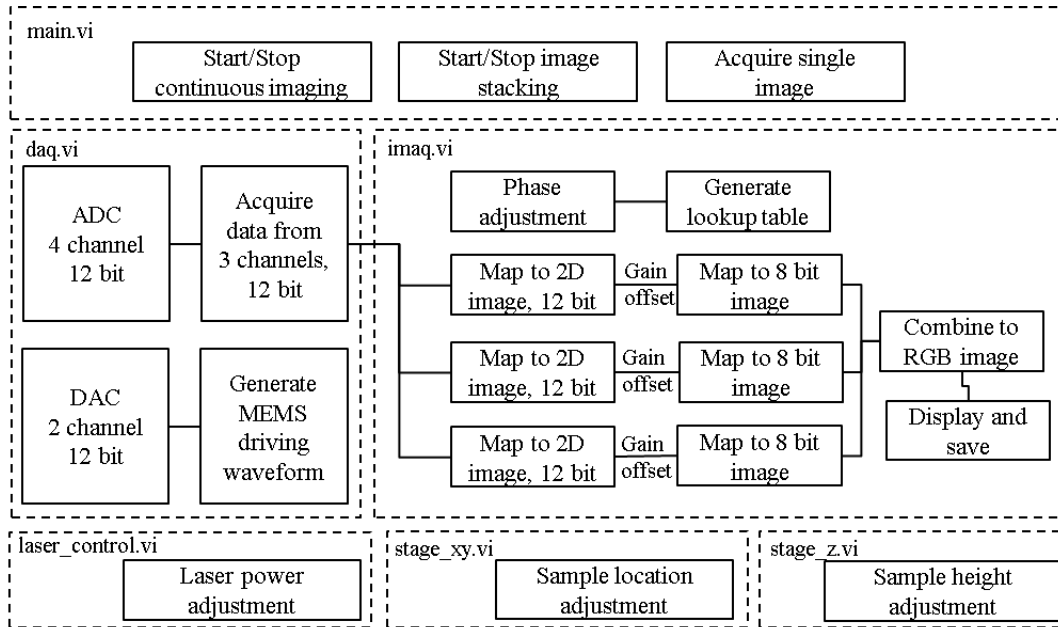 main.vi
Start/Stop
continuous imaging
Start/Stop image
stacking
Acquire single
image
daq.vi
ADC
4 channel
12 bit
Acquire
data from
3 channels,
12 bit
DAC
2 channel
12 bit
Generate
MEMS
driving
waveform
imaq.vi
Phase
adjustment
Generate
lookup table
Map to 2D
image, 12 bit
Gain
offset
Map to 8 bit
image
Map to 2D
image, 12 bit
Gain
offset
Map to 8 bit
image
Map to 2D
image, 12 bit
Gain
offset
Map to 8 bit
image
Combine to
RGB image
Display and
save
laser_control.vi
Laser power
adjustment
stage_xy.vi
Sample location
adjustment
stage_z.vi
Sample height
adjustment